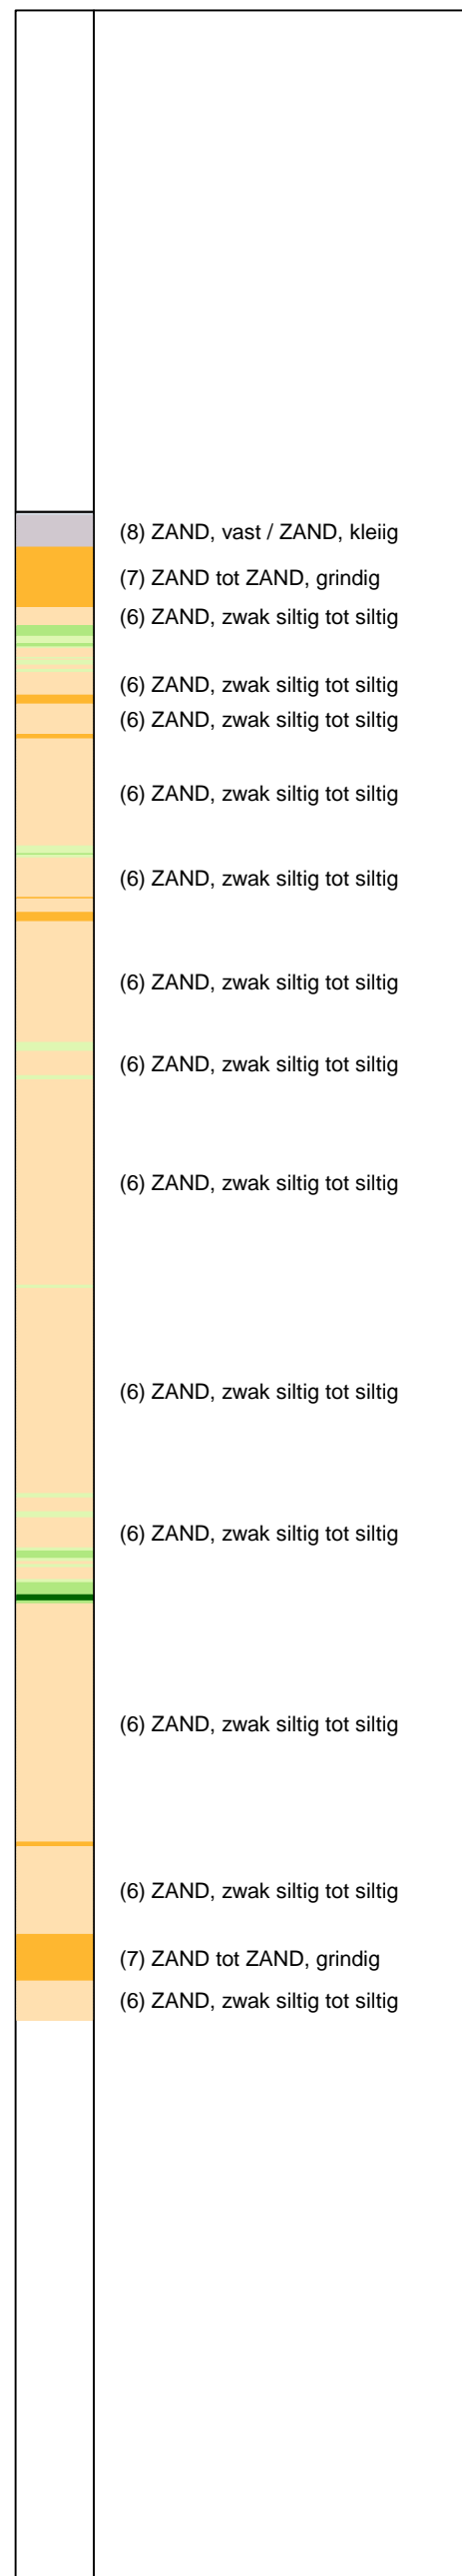 (8) ZAND, vast / ZAND, kleiig
(7) ZAND tot ZAND, grindig
(6) ZAND, zwak siltig tot siltig
(6) ZAND, zwak siltig tot siltig
(6) ZAND, zwak siltig tot siltig
(6) ZAND, zwak siltig tot siltig
(6) ZAND, zwak siltig tot siltig
(6) ZAND, zwak siltig tot siltig
(6) ZAND, zwak siltig tot siltig
(6) ZAND, zwak siltig tot siltig
(6) ZAND, zwak siltig tot siltig
(6) ZAND, zwak siltig tot siltig
(6) ZAND, zwak siltig tot siltig
(6) ZAND, zwak siltig tot siltig
(7) ZAND tot ZAND, grindig
(6) ZAND, zwak siltig tot siltig